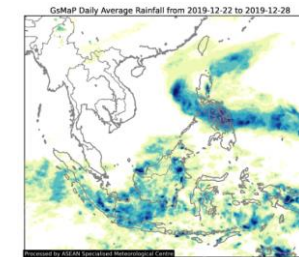 GsMaP Daily Average Rainfall from 2019-12-22 to 2019-12-28
Processed by ASEAN Specialised Meteorological Centre